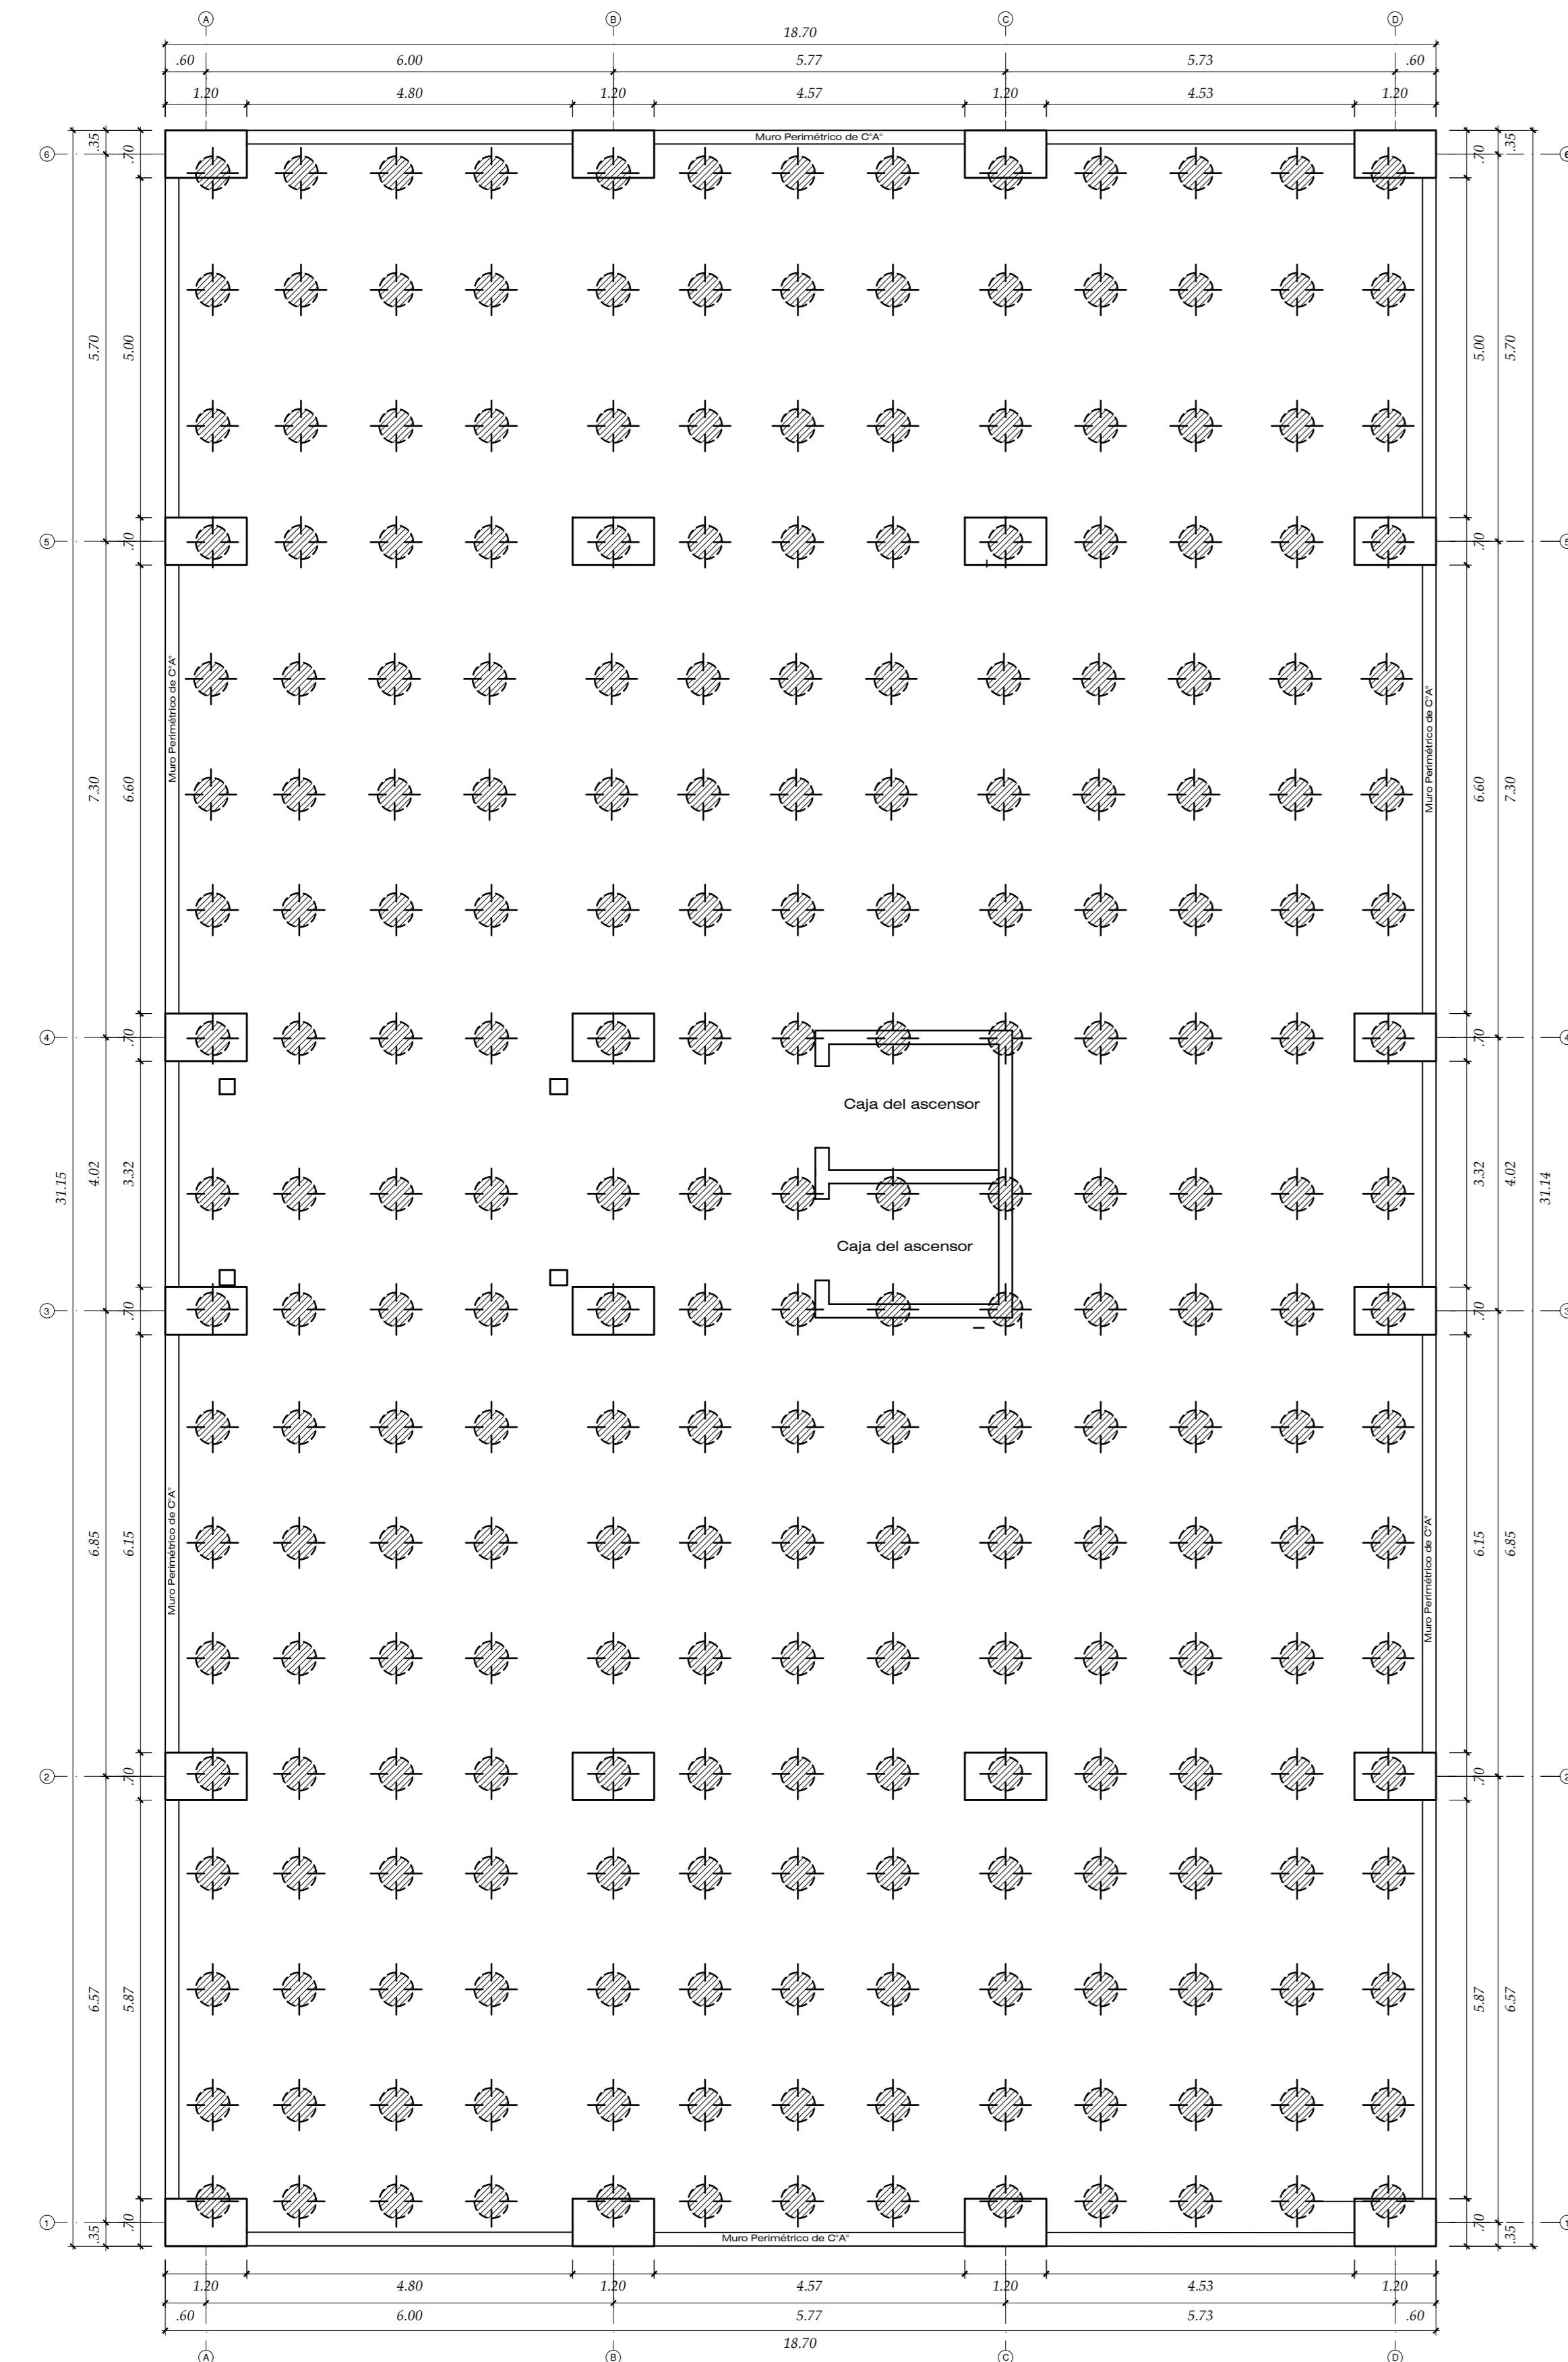 A B C D
18.70
.60 6.00 5.77 5.73 .60
1.20 4.80 1.20 4.57 1.20 4.53 1.20
Muro Perimétrico de C°A°
6 .35 .70 .70 .35 6
5.70 5.00 5.00 5.70
5 .70 .70 5
Muro Perimétrico de C°A°
Muro Perimétrico de C°A°
7.30 6.60 6.60 7.30
4 .70 .70 4
Caja del ascensor
31.15 4.02 3.32 3.32 4.02 31.14
Caja del ascensor
3 .70 .70 3
Muro Perimétrico de C°A°
Muro Perimétrico de C°A°
6.85 6.15 6.15 6.85
2 .70 .70 2
6.57 5.87 5.87 6.57
1 .35 .70 .70 .35 1
Muro Perimétrico de C°A°
1.20 4.80 1.20 4.57 1.20 4.53 1.20
.60 6.00 5.77 5.73 .60
18.70
A B C D